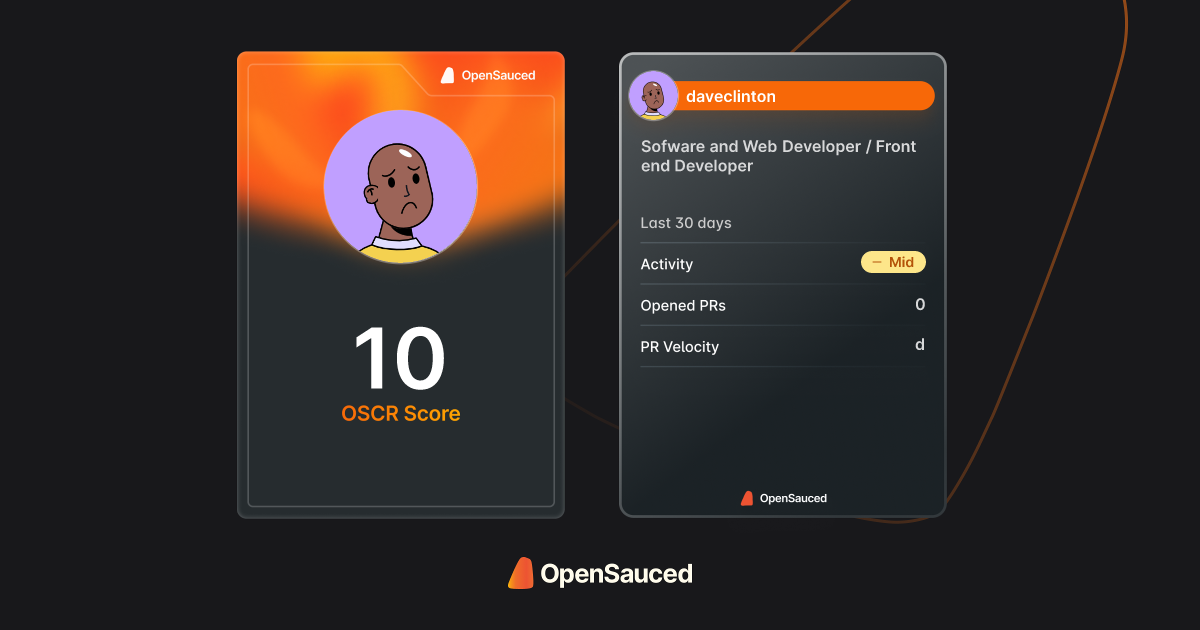 OpenSauced
10
OSCR Score
daveclinton
Sofware and Web Developer / Front
end Developer
Last 30 days
Activity
– Mid
Opened PRs
0
PR Velocity
d
OpenSauced
OpenSauced